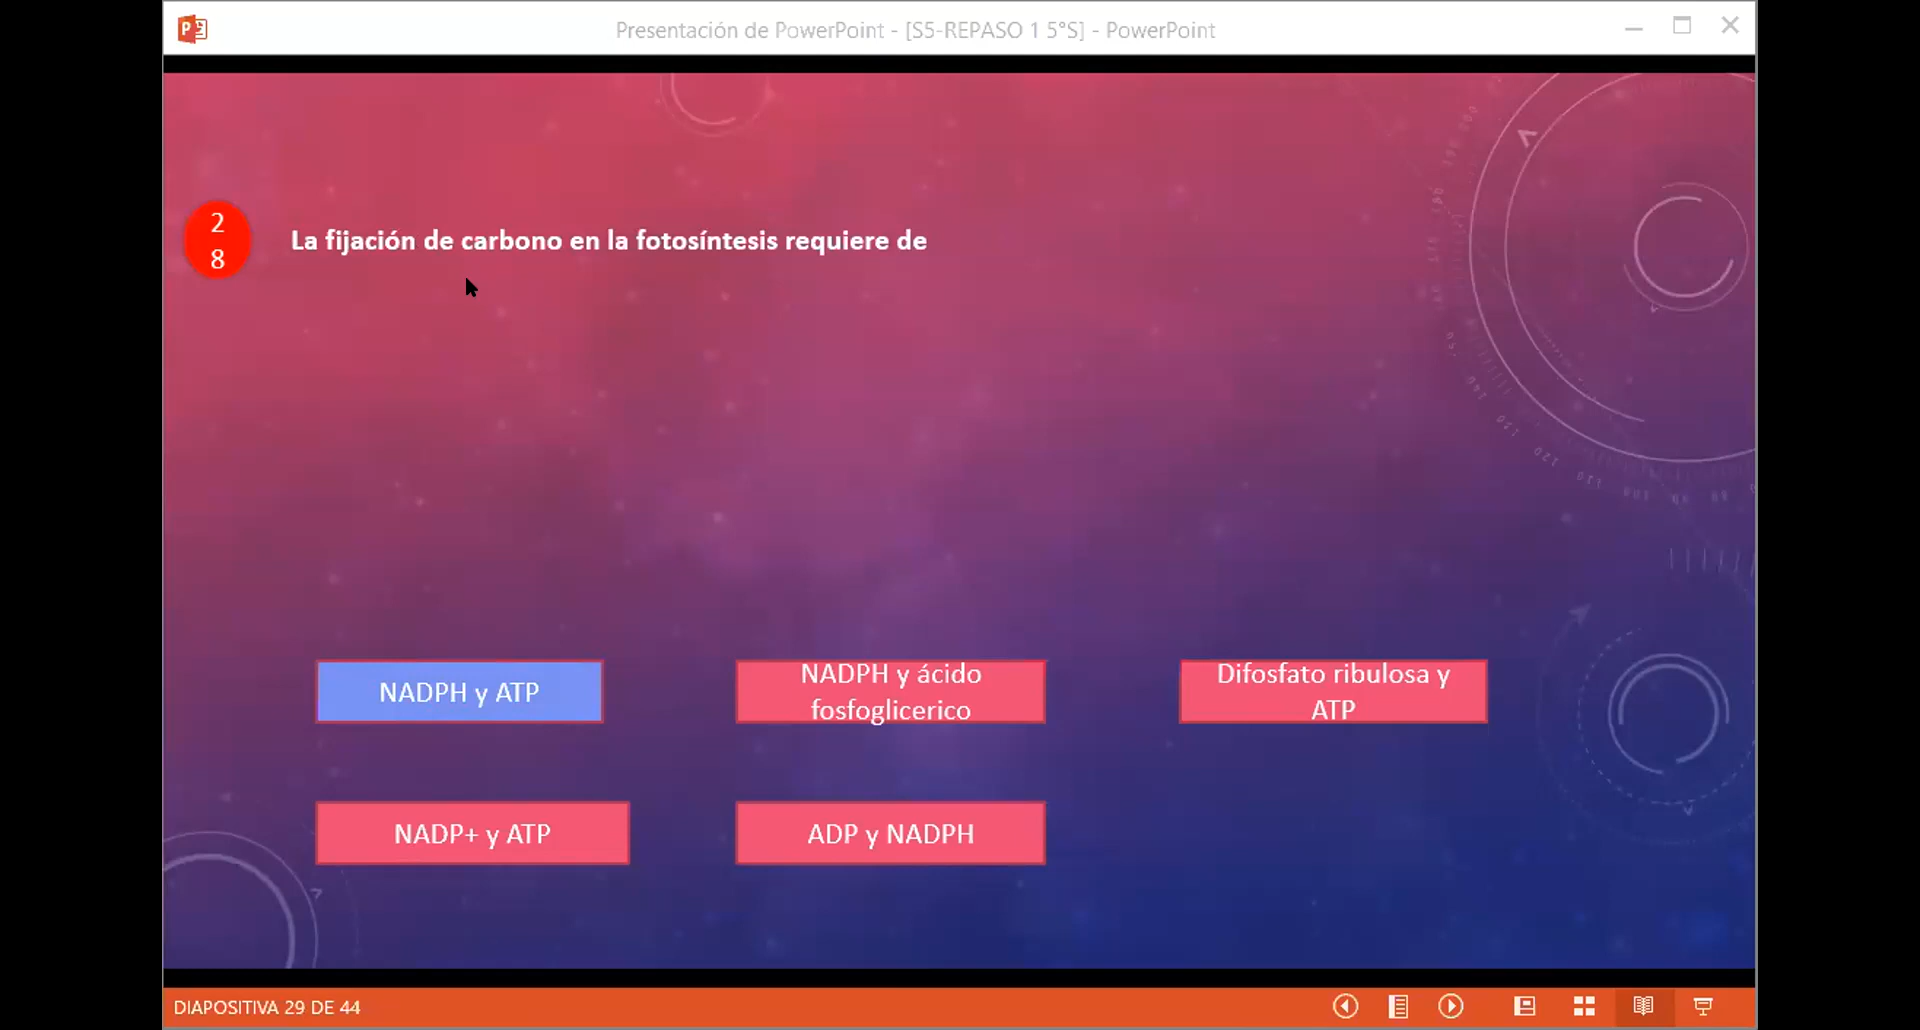 Presentación de PowerPoint - [S5-REPASO 1 5°S] - PowerPoint
2
8
La fijación de carbono en la fotosíntesis requiere de
NADPH y ATP
NADPH y ácido
fosfoglicerico
Difosfato ribulosa y
ATP
NADP+ y ATP
ADP y NADPH
DIAPOSITIVA 29 DE 44